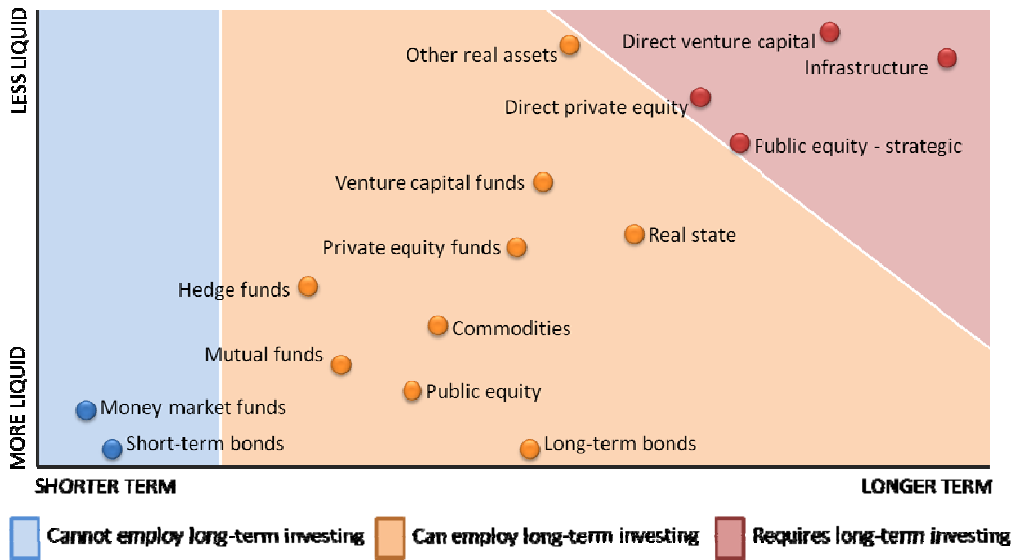 LESS LIQUID
Direct venture capital
Other real assets
Infrastructure
Direct private equity
Public equity - strategic
Venture capital funds
Real state
Private equity funds
Hedge funds
Commodities
Mutual funds
Public equity
MORE LIQUID
Money market funds
Short-term bonds
Long-term bonds
SHORTER TERM
LONGER TERM
Cannot employ long-term investing
Can employ long-term investing
Requires long-term investing